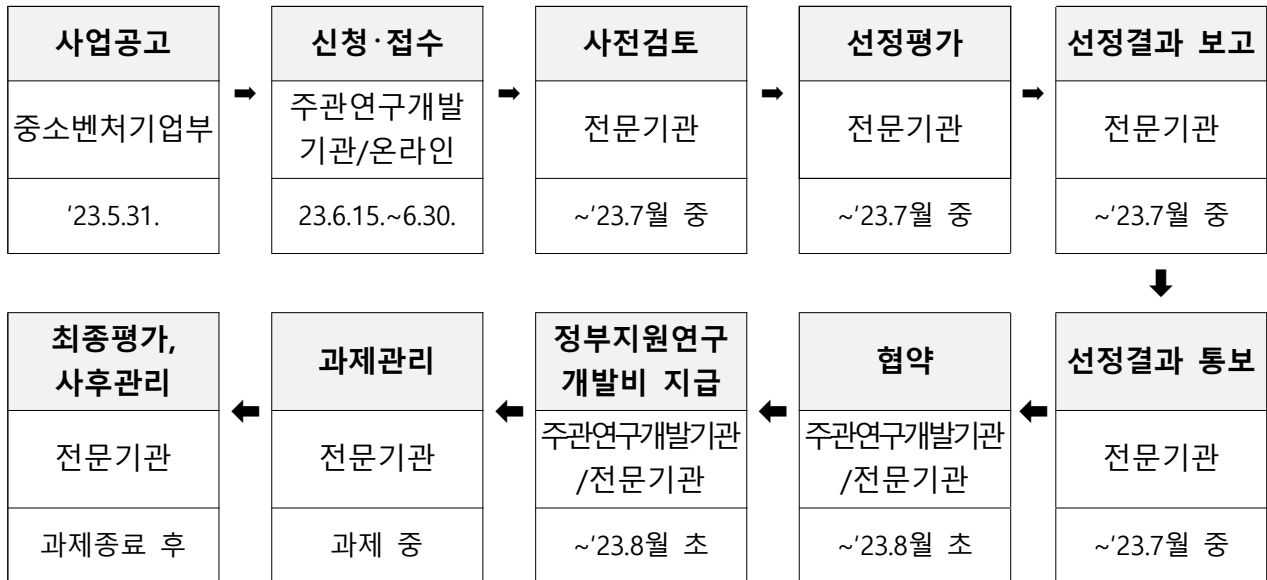 사업공고
중소벤처기업부
'23.5.31.
➡
신청·접수
주관연구개발
기관/온라인
23.6.15.~6.30.
➡
사전검토
전문기관
~'23.7월 중
➡
선정평가
전문기관
~'23.7월 중
➡
선정결과 보고
전문기관
~'23.7월 중
⬇
선정결과 통보
전문기관
~'23.7월 중
⬅
협약
주관연구개발기관
/전문기관
~'23.8월 초
⬅
정부지원연구
개발비 지급
주관연구개발기관
/전문기관
~'23.8월 초
⬅
과제관리
전문기관
과제 중
⬅
최종평가,
사후관리
전문기관
과제종료 후